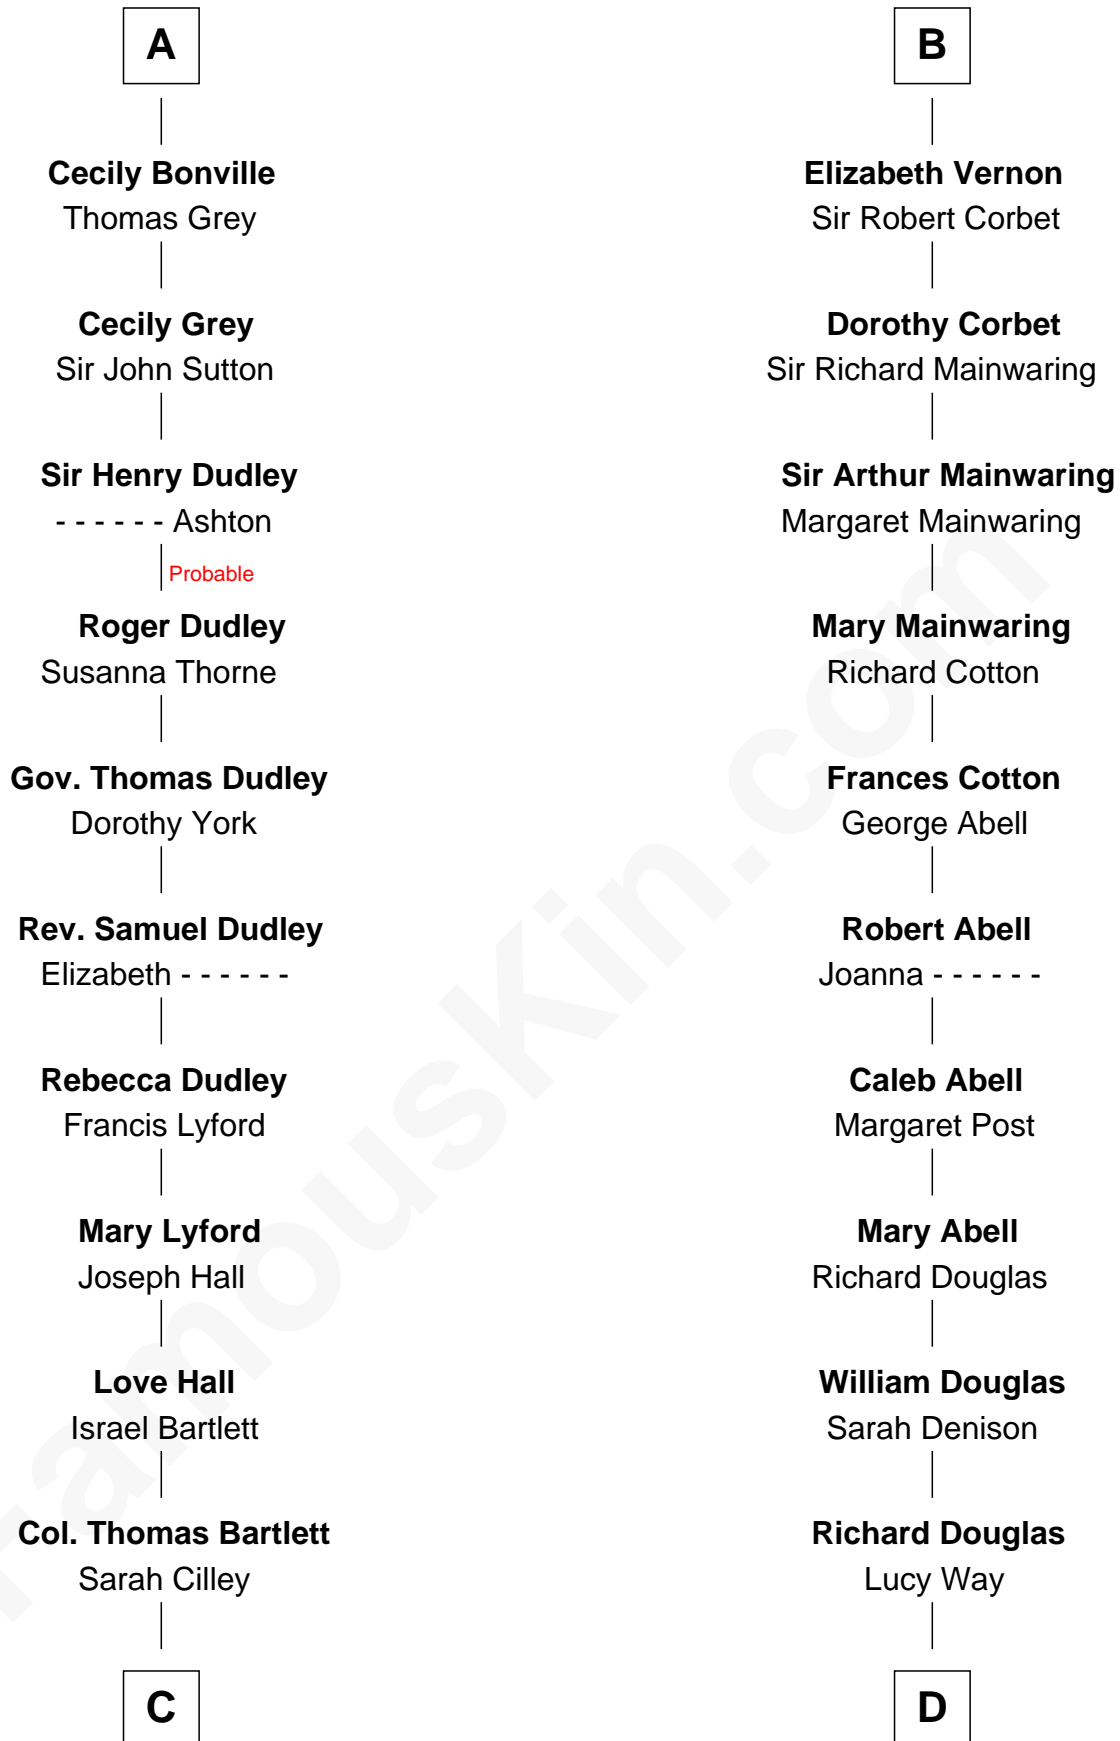 A
Cecily Bonville
Thomas Grey
Cecily Grey
Sir John Sutton
Sir Henry Dudley
- - - - - - Ashton
Probable
Roger Dudley
Susanna Thorne
Gov. Thomas Dudley
Dorothy York
Rev. Samuel Dudley
Elizabeth - - - - - -
Rebecca Dudley
Francis Lyford
Mary Lyford
Joseph Hall
Love Hall
Israel Bartlett
Col. Thomas Bartlett
Sarah Cilley
C
B
Elizabeth Vernon
Sir Robert Corbet
Dorothy Corbet
Sir Richard Mainwaring
Sir Arthur Mainwaring
Margaret Mainwaring
Mary Mainwaring
Richard Cotton
Frances Cotton
George Abell
Robert Abell
Joanna - - - - - -
Caleb Abell
Margaret Post
Mary Abell
Richard Douglas
William Douglas
Sarah Denison
Richard Douglas
Lucy Way
D
FamousKin.com